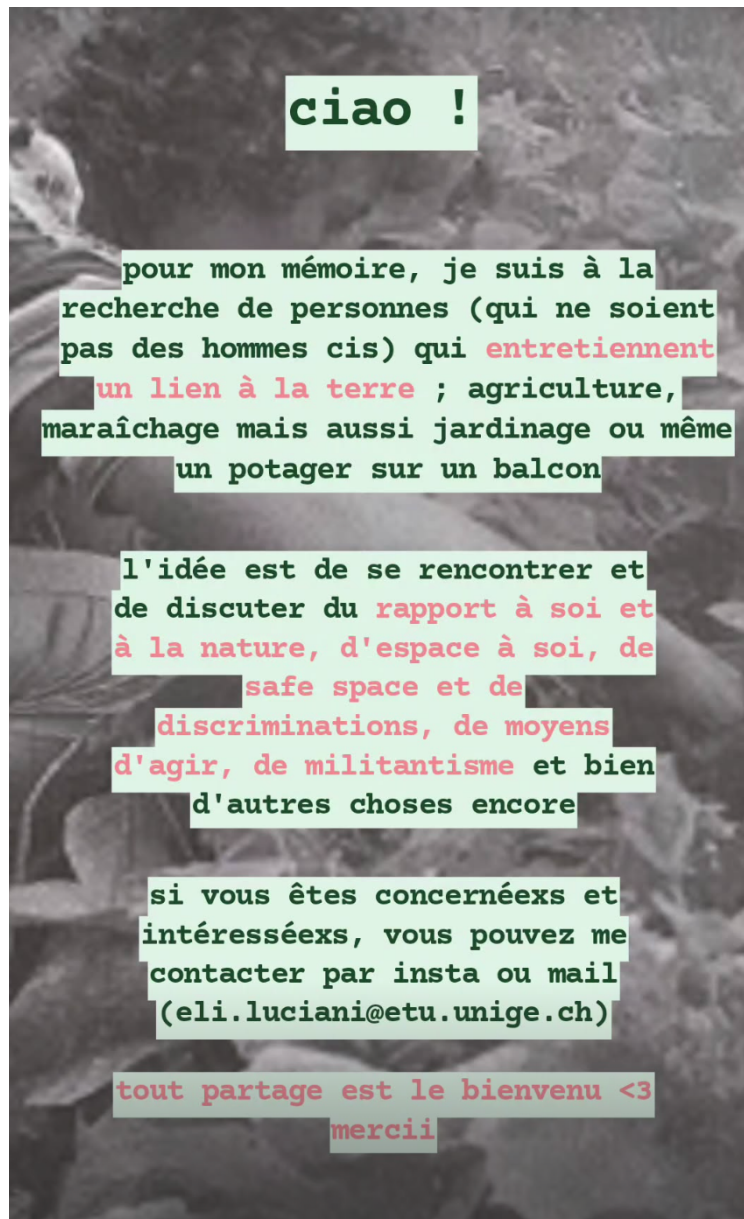 ciao !
pour mon mémoire, je suis à la
recherche de personnes (qui ne soient
pas des hommes cis) qui entretiennent
un lien à la terre ; agriculture,
maraîchage mais aussi jardinage ou même
un potager sur un balcon
l'idée est de se rencontrer et
de discuter du rapport à soi et
à la nature, d'espace à soi, de
safe space et de
discriminations, de moyens
d'agir, de militantisme et bien
d'autres choses encore
si vous êtes concernéexs et
intéresséexs, vous pouvez me
contacter par insta ou mail
(eli.luciani@etu.unige.ch)
tout partage est le bienvenu <3
mercii